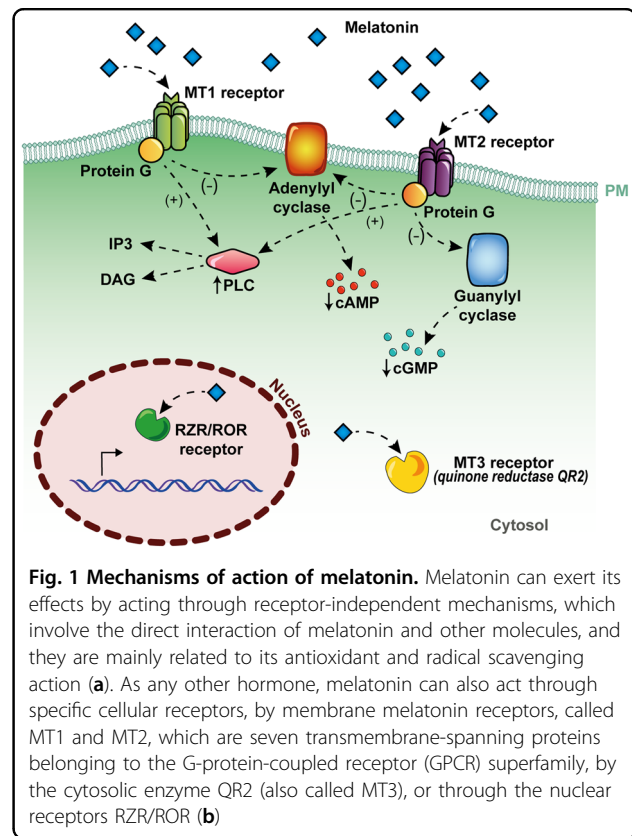 Melatonin
MT1 receptor
MT2 receptor
Protein G
(-)
Adenylyl
cyclase
(-)
Protein G
PM
(+)
(+)
(-)
IP3
DAG
↑PLC
↓cAMP
Guanylyl
cyclase
↓cGMP
Nucleus
RZR/ROR
receptor
MT3 receptor
(quinone reductase QR2)
Cytosol
Fig. 1 Mechanisms of action of melatonin. Melatonin can exert its
effects by acting through receptor-independent mechanisms, which
involve the direct interaction of melatonin and other molecules, and
they are mainly related to its antioxidant and radical scavenging
action (a). As any other hormone, melatonin can also act through
specific cellular receptors, by membrane melatonin receptors, called
MT1 and MT2, which are seven transmembrane-spanning proteins
belonging to the G-protein-coupled receptor (GPCR) superfamily, by
the cytosolic enzyme QR2 (also called MT3), or through the nuclear
receptors RZR/ROR (b)